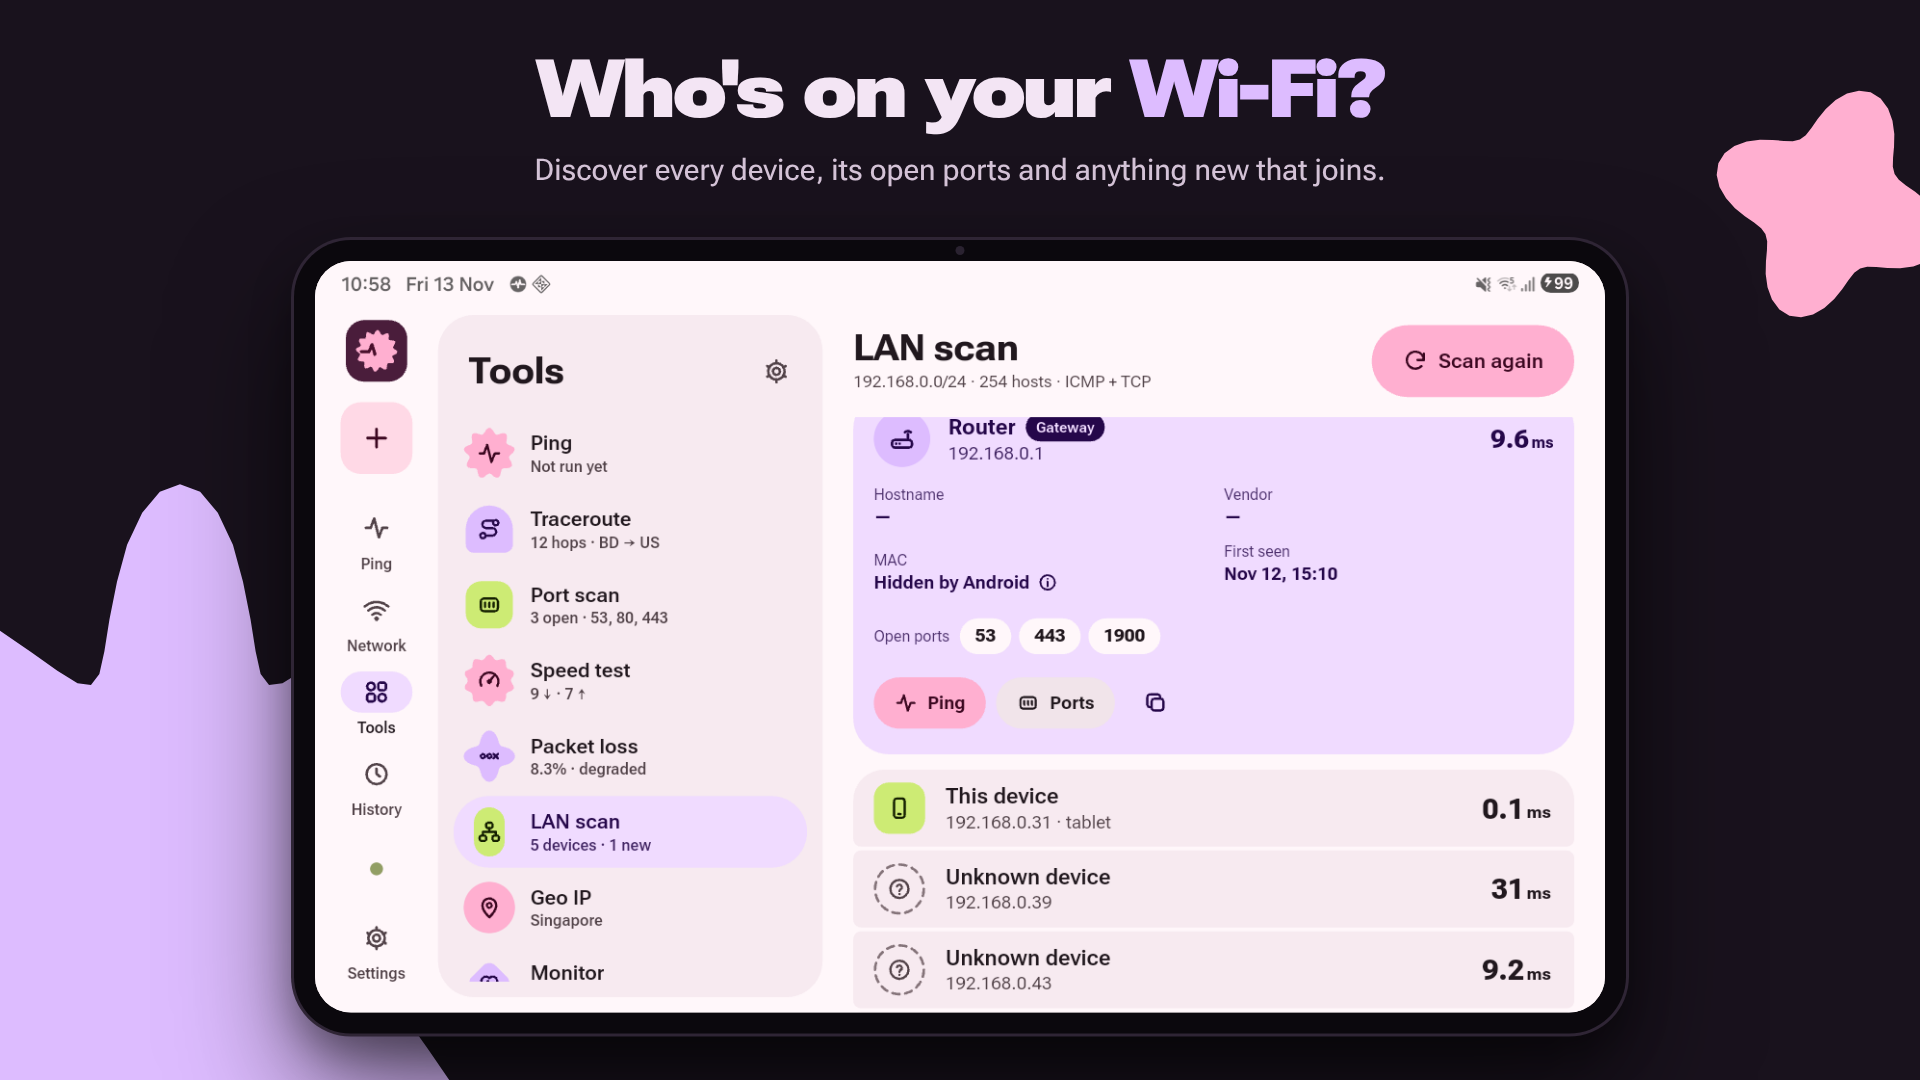 Who's on your Wi-Fi?
Discover every device, its open ports and anything new that joins.
10:58 Fri 13 Nov
99
Ping
Network
Tools
History
Settings
Tools
Ping
Not run yet
Traceroute
12 hops · BD → US
Port scan
3 open · 53, 80, 443
Speed test
9 ↓ · 7 ↑
Packet loss
8.3% · degraded
LAN scan
5 devices · 1 new
Geo IP
Singapore
Monitor
LAN scan
192.168.0.0/24 · 254 hosts · ICMP + TCP
Scan again
Router Gateway
192.168.0.1
9.6 ms
Hostname
—
Vendor
—
MAC
Hidden by Android
First seen
Nov 12, 15:10
Open ports 53 443 1900
Ping Ports
This device
192.168.0.31 · tablet
0.1 ms
Unknown device
192.168.0.39
31 ms
Unknown device
192.168.0.43
9.2 ms